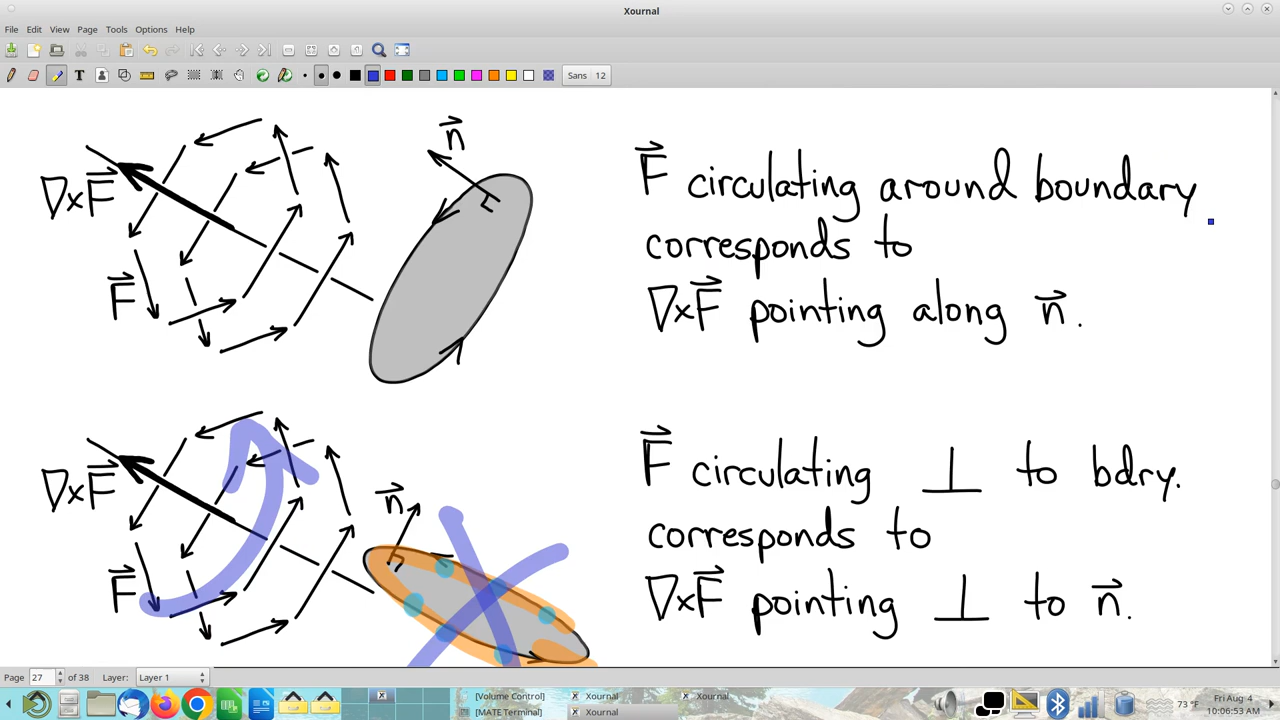 Xournal
File Edit View Page Tools Options Help
Sans 12
∇×F⃗
F⃗
n⃗
F⃗ circulating around boundary
corresponds to
∇×F⃗ pointing along n⃗.
∇×F⃗
F⃗
n⃗
F⃗ circulating ⊥ to bdry.
corresponds to
∇×F⃗ pointing ⊥ to n⃗.
Page 27 of 38 Layer: Layer 1
[Volume Control] Xournal Xournal
[MATE Terminal] Xournal
73 °F
Fri Aug 4
10:06:53 AM